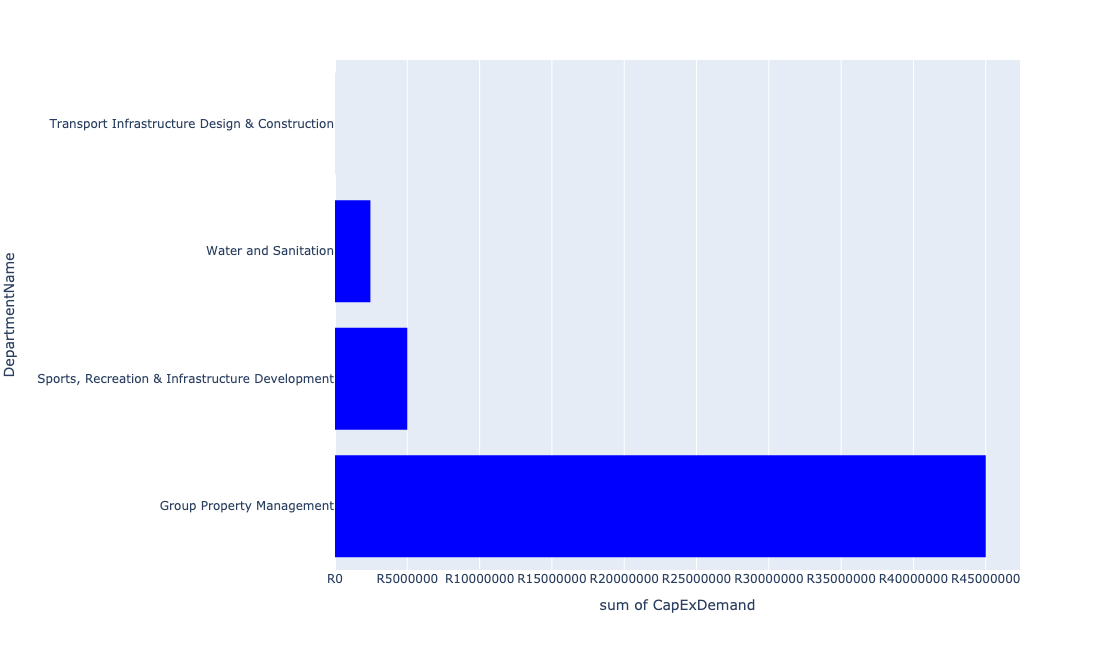 Transport Infrastructure Design & Construction
Water and Sanitation
DepartmentName
Sports, Recreation & Infrastructure Development
Group Property Management
R0 R5000000 R10000000 R15000000 R20000000 R25000000 R30000000 R35000000 R40000000 R45000000
sum of CapExDemand